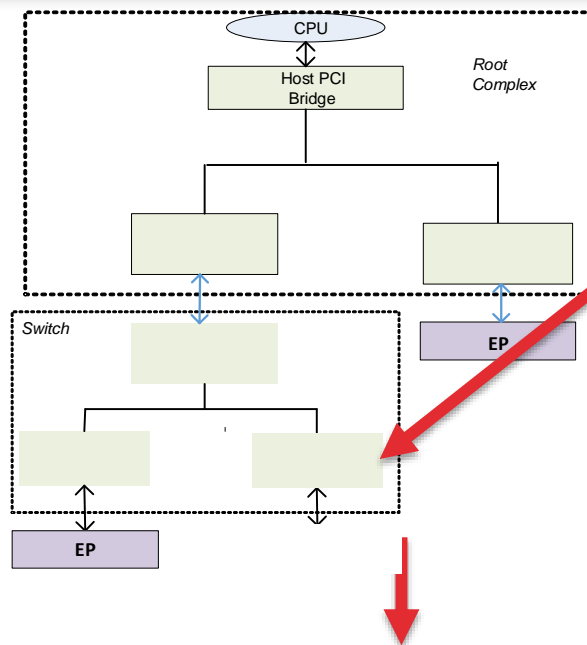 CPU
Host PCI
Bridge
Root
Complex
Switch
EP
EP